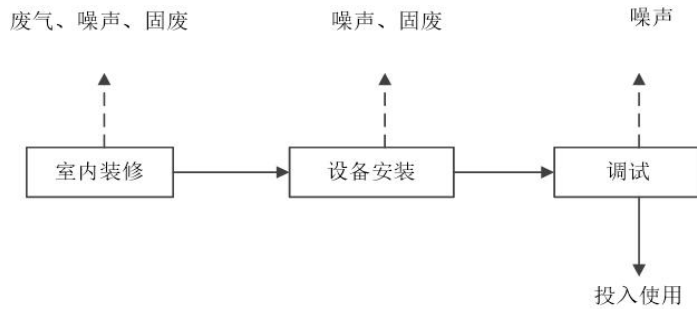 废气、噪声、固废
噪声、固废
噪声
室内装修
设备安装
调试
投入使用